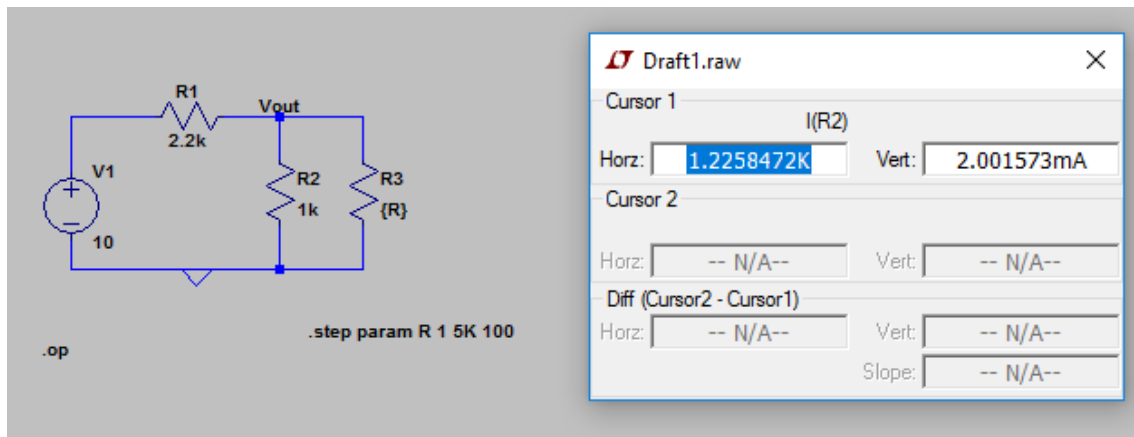 R1
2.2k
Vout
V1
10
R2
1k
R3
{R}
.step param R 1 5K 100
.op
Draft1.raw
Cursor 1
I(R2)
Horz: 1.2258472K Vert: 2.001573mA
Cursor 2
Horz: -- N/A-- Vert: -- N/A--
Diff (Cursor2 - Cursor1)
Horz: -- N/A-- Vert: -- N/A--
Slope: -- N/A--